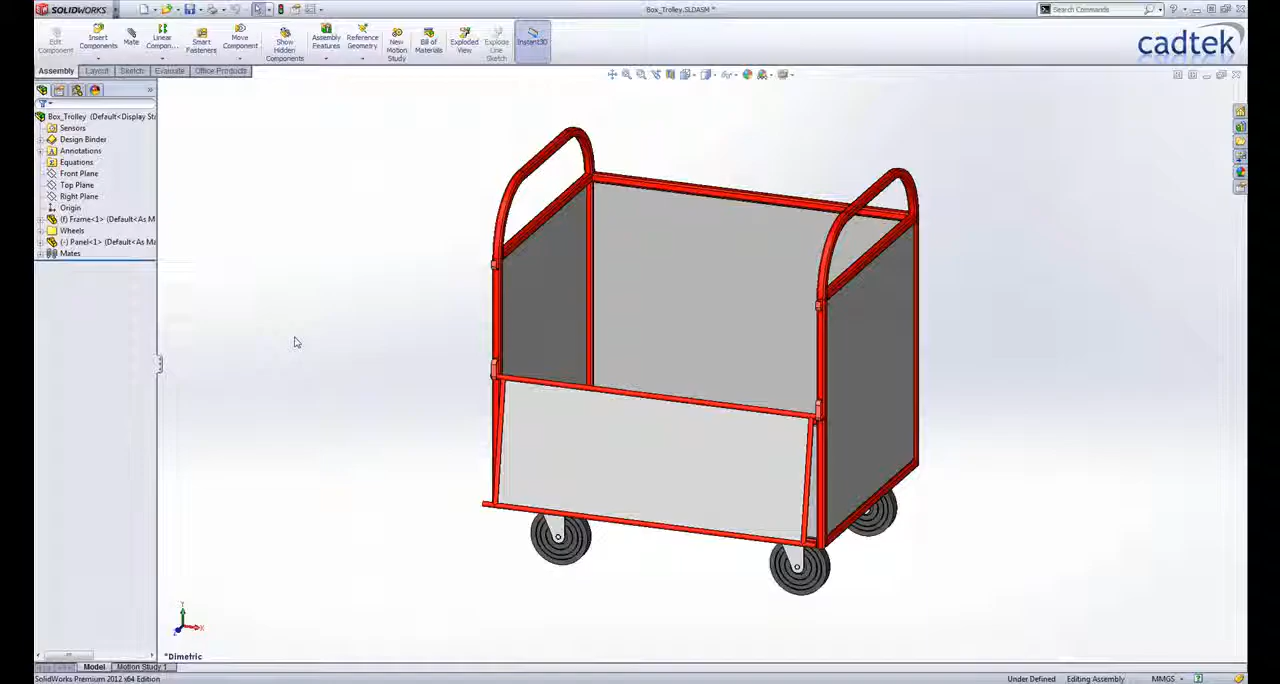 SOLIDWORKS
Box_Trolley.SLDASM *
Search Commands
Edit Component
Insert Components
Mate
Linear Compon...
Smart Fasteners
Move Component
Show Hidden Components
Assembly Features
Reference Geometry
New Motion Study
Bill of Materials
Exploded View
Explode Line Sketch
Instant3D
cadtek
Assembly
Layout
Sketch
Evaluate
Office Products
Box_Trolley (Default<Display Sta
Sensors
Design Binder
Annotations
Equations
Front Plane
Top Plane
Right Plane
Origin
(f) Frame<1> (Default<As M
Wheels
(-) Panel<1> (Default<As Ma
Mates
Y
X
Z
*Dimetric
Model
Motion Study 1
SolidWorks Premium 2012 x64 Edition
Under Defined
Editing Assembly
MMGS